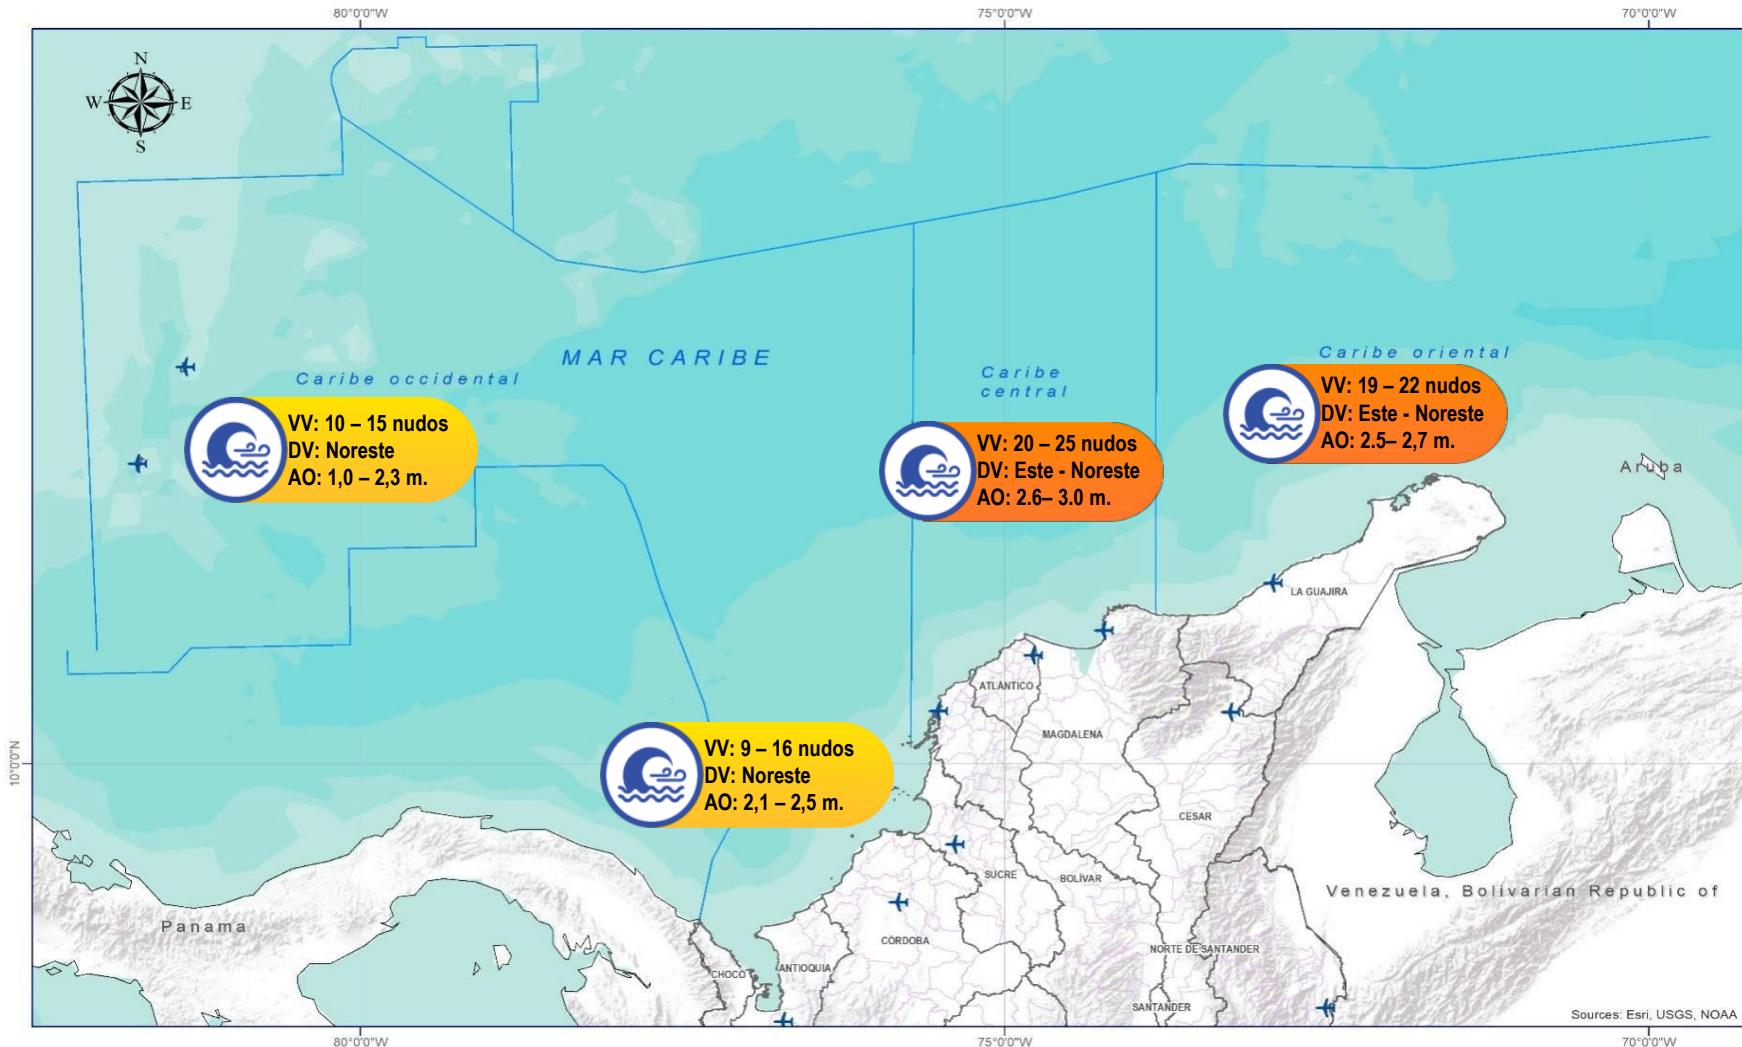 80°0'0"W
75°0'0"W
70°0'0"W
N
W
E
S
MAR CARIBE
Caribe occidental
Caribe
central
Caribe oriental
VV: 10 – 15 nudos
DV: Noreste
AO: 1,0 – 2,3 m.
VV: 20 – 25 nudos
DV: Este - Noreste
AO: 2.6– 3.0 m.
VV: 19 – 22 nudos
DV: Este - Noreste
AO: 2.5– 2,7 m.
Aruba
LA GUAJIRA
ATLÁNTICO
MAGDALENA
10°0'0"N
VV: 9 – 16 nudos
DV: Noreste
AO: 2,1 – 2,5 m.
CESAR
SUCRE
BOLÍVAR
Venezuela, Bolivarian Republic of
Panama
CÓRDOBA
NORTE DE SANTANDER
CHOCO
ANTIOQUIA
SANTANDER
Sources: Esri, USGS, NOAA
80°0'0"W
75°0'0"W
70°0'0"W